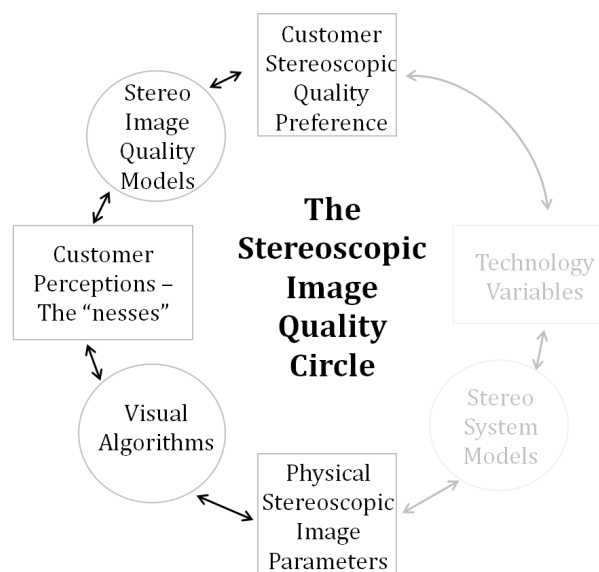 Customer
Stereoscopic
Quality
Preference
Stereo
Image
Quality
Models
The
Stereoscopic
Image
Quality
Circle
Customer
Perceptions –
The “nesses”
Technology
Variables
Visual
Algorithms
Stereo
System
Models
Physical
Stereoscopic
Image
Parameters